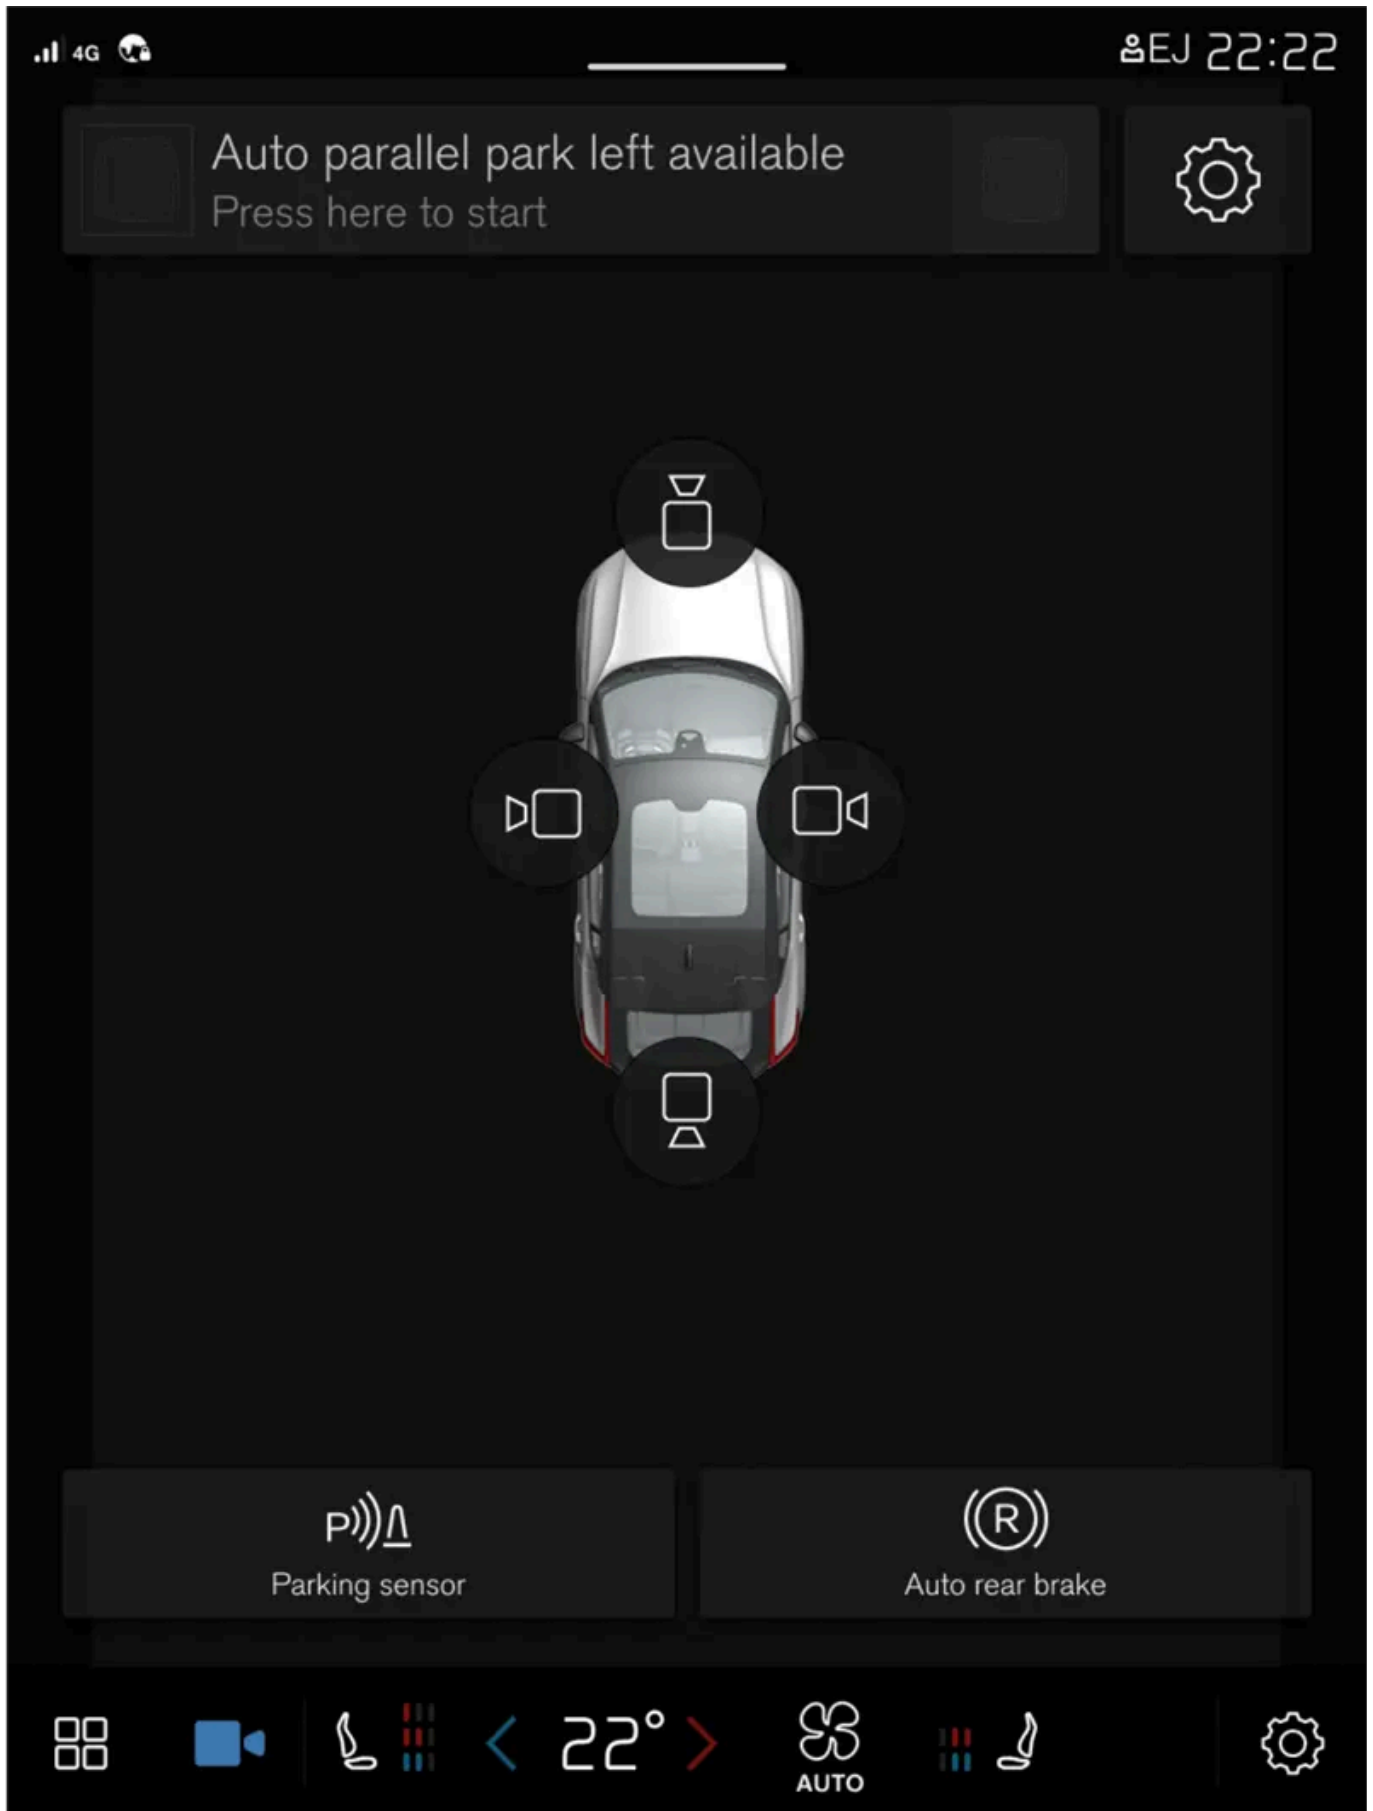 4G
EJ 22:22
Auto parallel park left available
Press here to start
P
R
Parking sensor
Auto rear brake
22°
AUTO